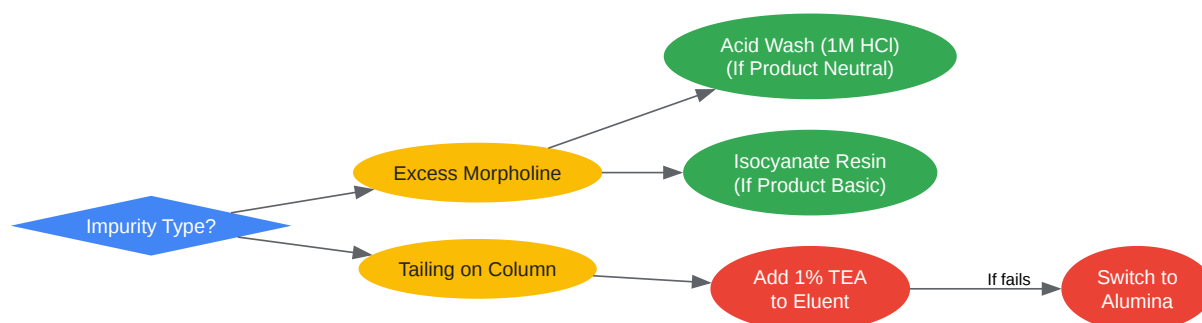 Acid Wash (1M HCl)
(If Product Neutral)
Excess Morpholine
Isocyanate Resin
(If Product Basic)
Impurity Type?
Tailing on Column
Add 1% TEA
to Eluent
If fails
Switch to
Alumina